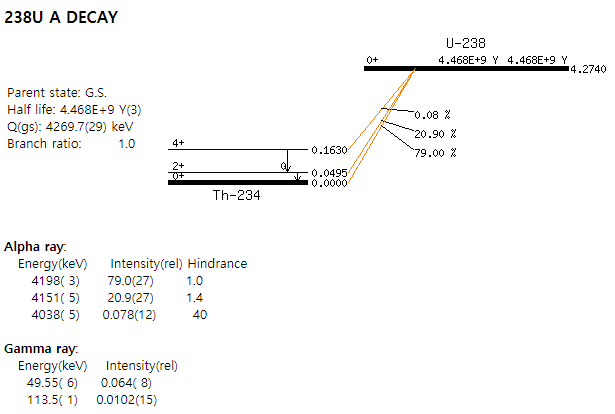 238U A DECAY
U-238
0+ 4.468E+9 Y 4.468E+9 Y
4.2740
Parent state: G.S.
Half life: 4.468E+9 Y(3)
Q(gs): 4269.7(29) keV
Branch ratio: 1.0
0.08 %
20.90 %
79.00 %
4+ 0.1630
2+ 0 0.0495
0+ 0.0000
Th-234
Alpha ray:
Energy(keV) Intensity(rel) Hindrance
4198( 3) 79.0(27) 1.0
4151( 5) 20.9(27) 1.4
4038( 5) 0.078(12) 40
Gamma ray:
Energy(keV) Intensity(rel)
49.55( 6) 0.064( 8)
113.5( 1) 0.0102(15)